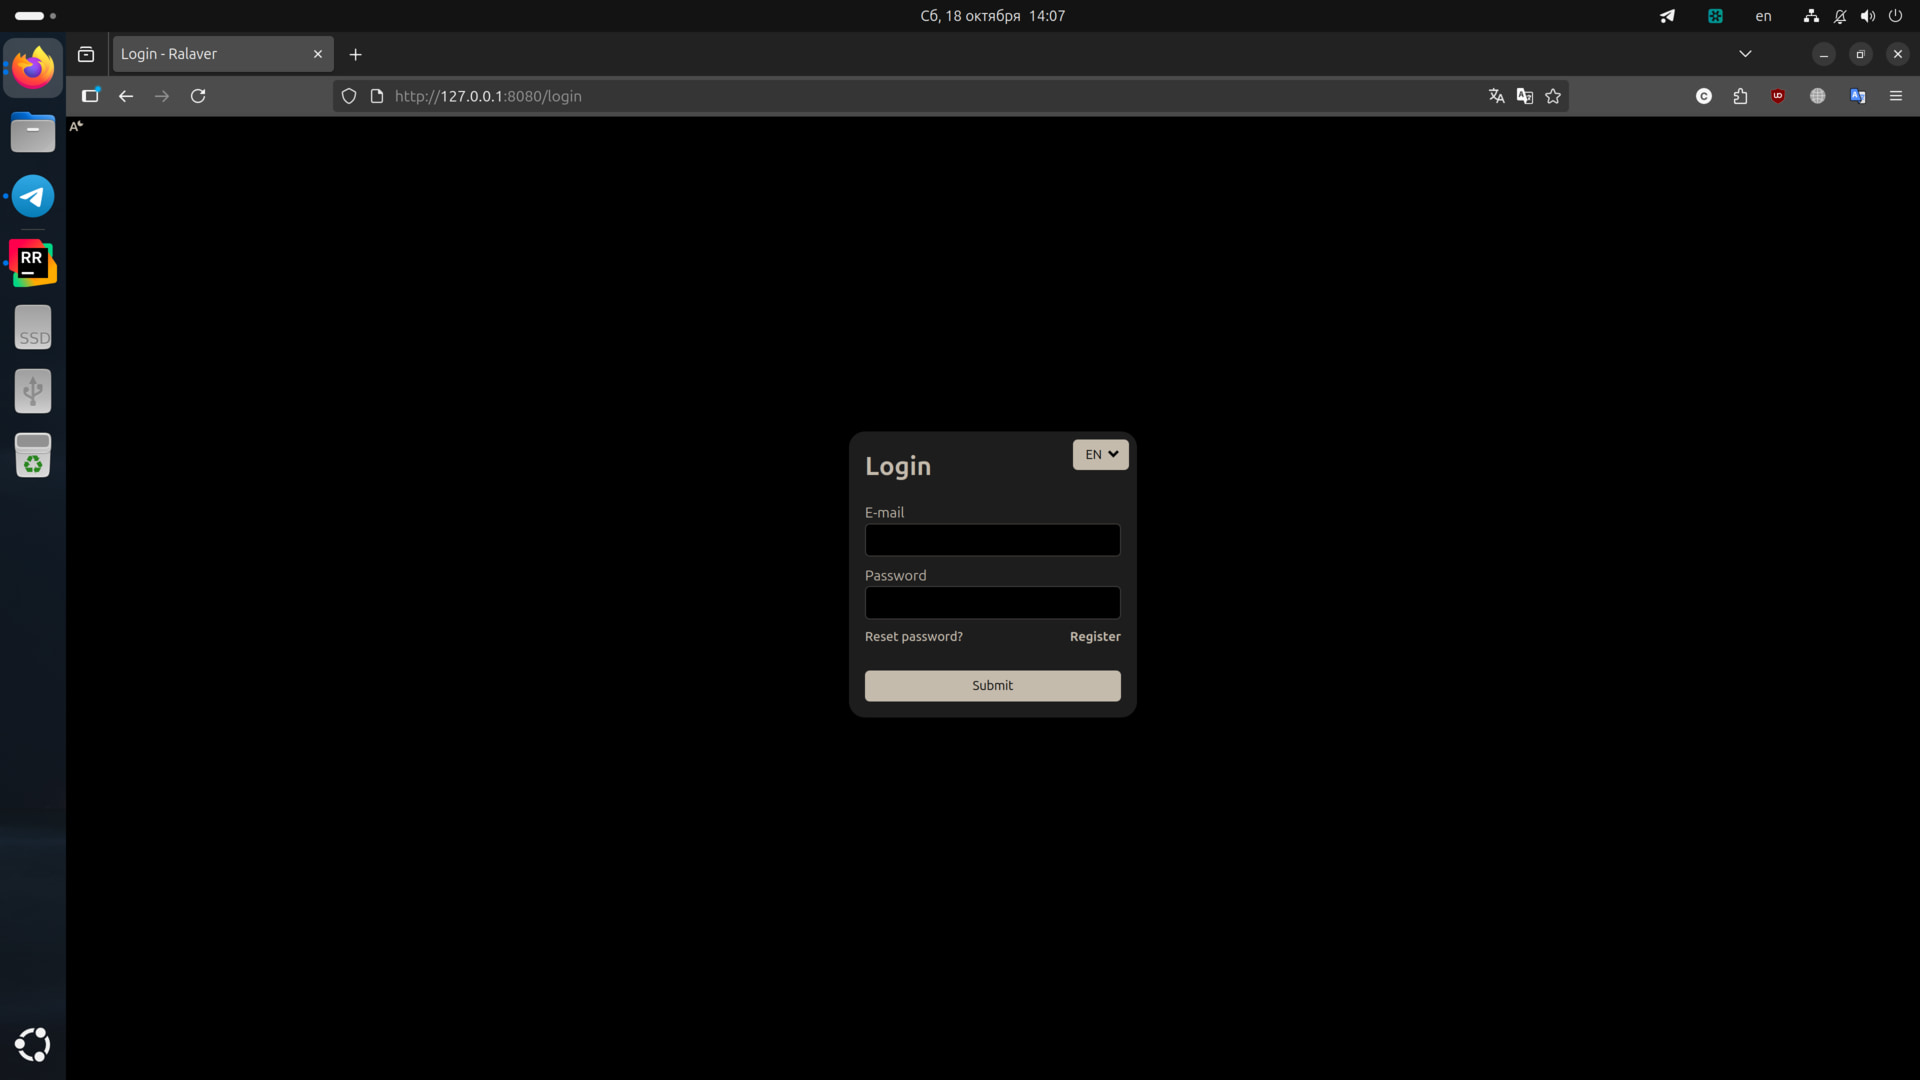 Сб, 18 октября 14:07
en
Login - Ralaver
http://127.0.0.1:8080/login
RR
SSD
Login
EN
E-mail
Password
Reset password?
Register
Submit